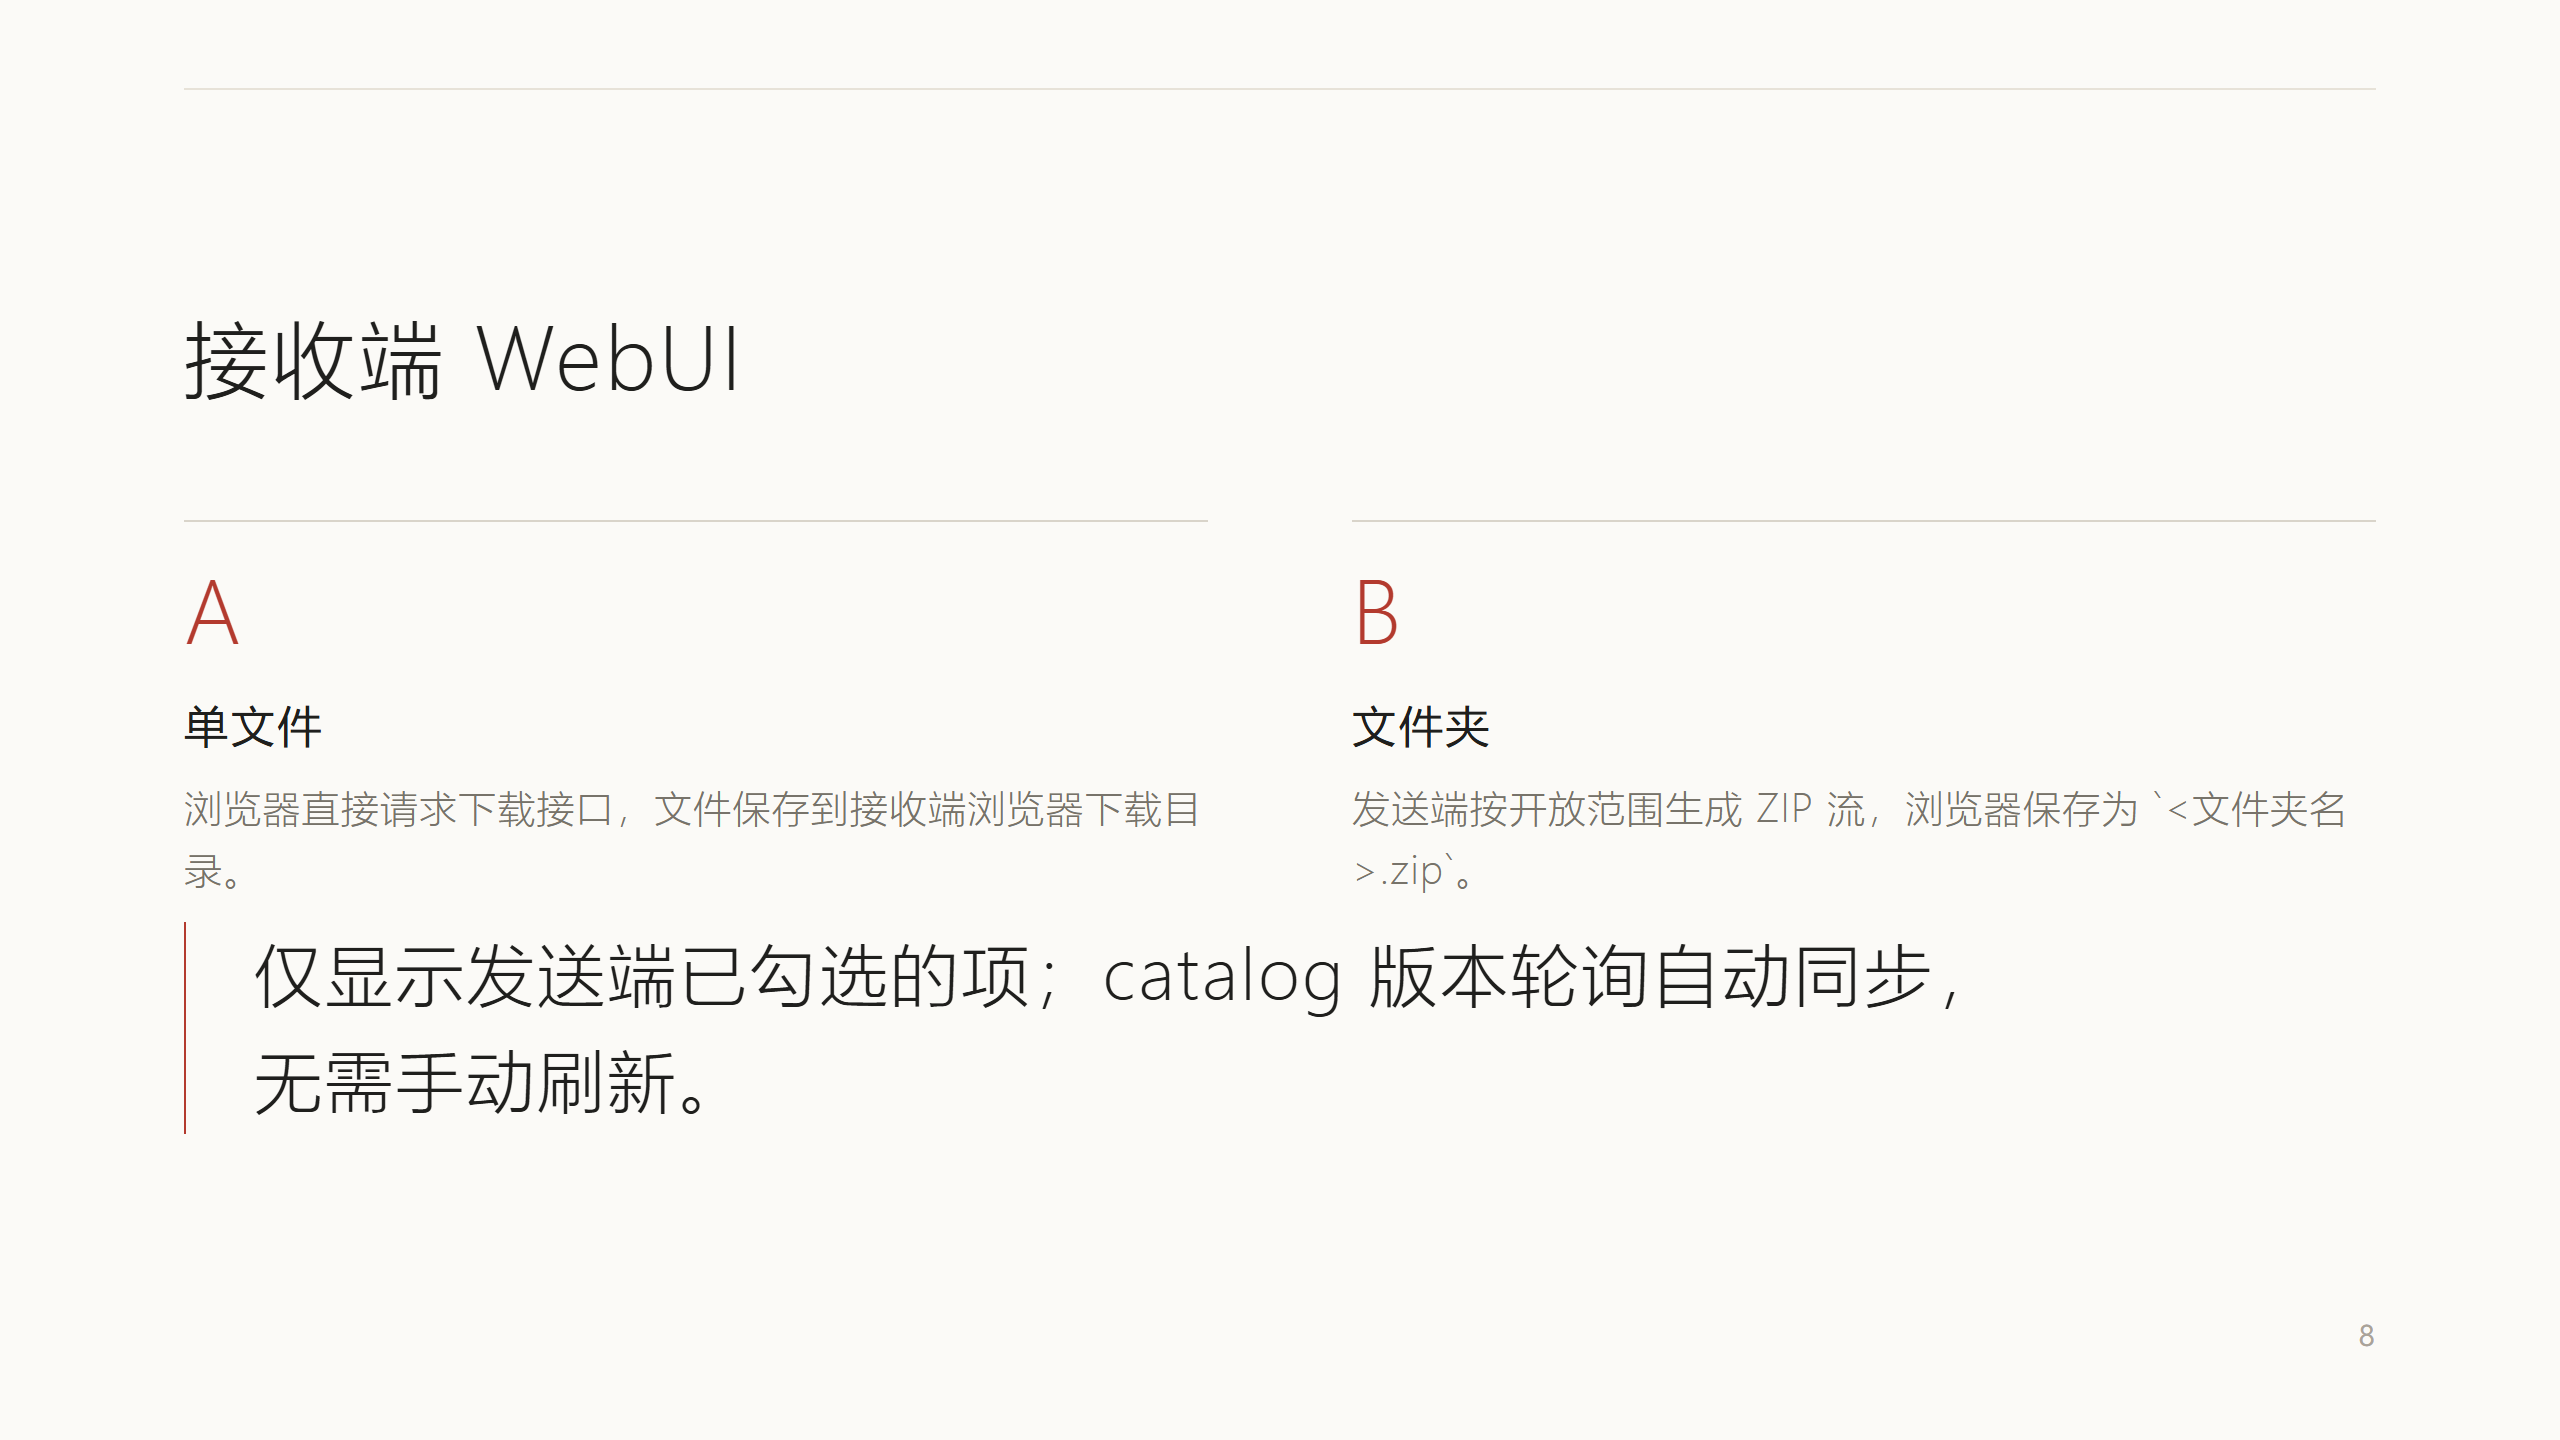 接收端 WebUI
A
单文件
浏览器直接请求下载接口，文件保存到接收端浏览器下载目
录。
B
文件夹
发送端按开放范围生成 ZIP 流，浏览器保存为 `<文件夹名
>.zip`。
仅显示发送端已勾选的项；catalog 版本轮询自动同步，
无需手动刷新。
8